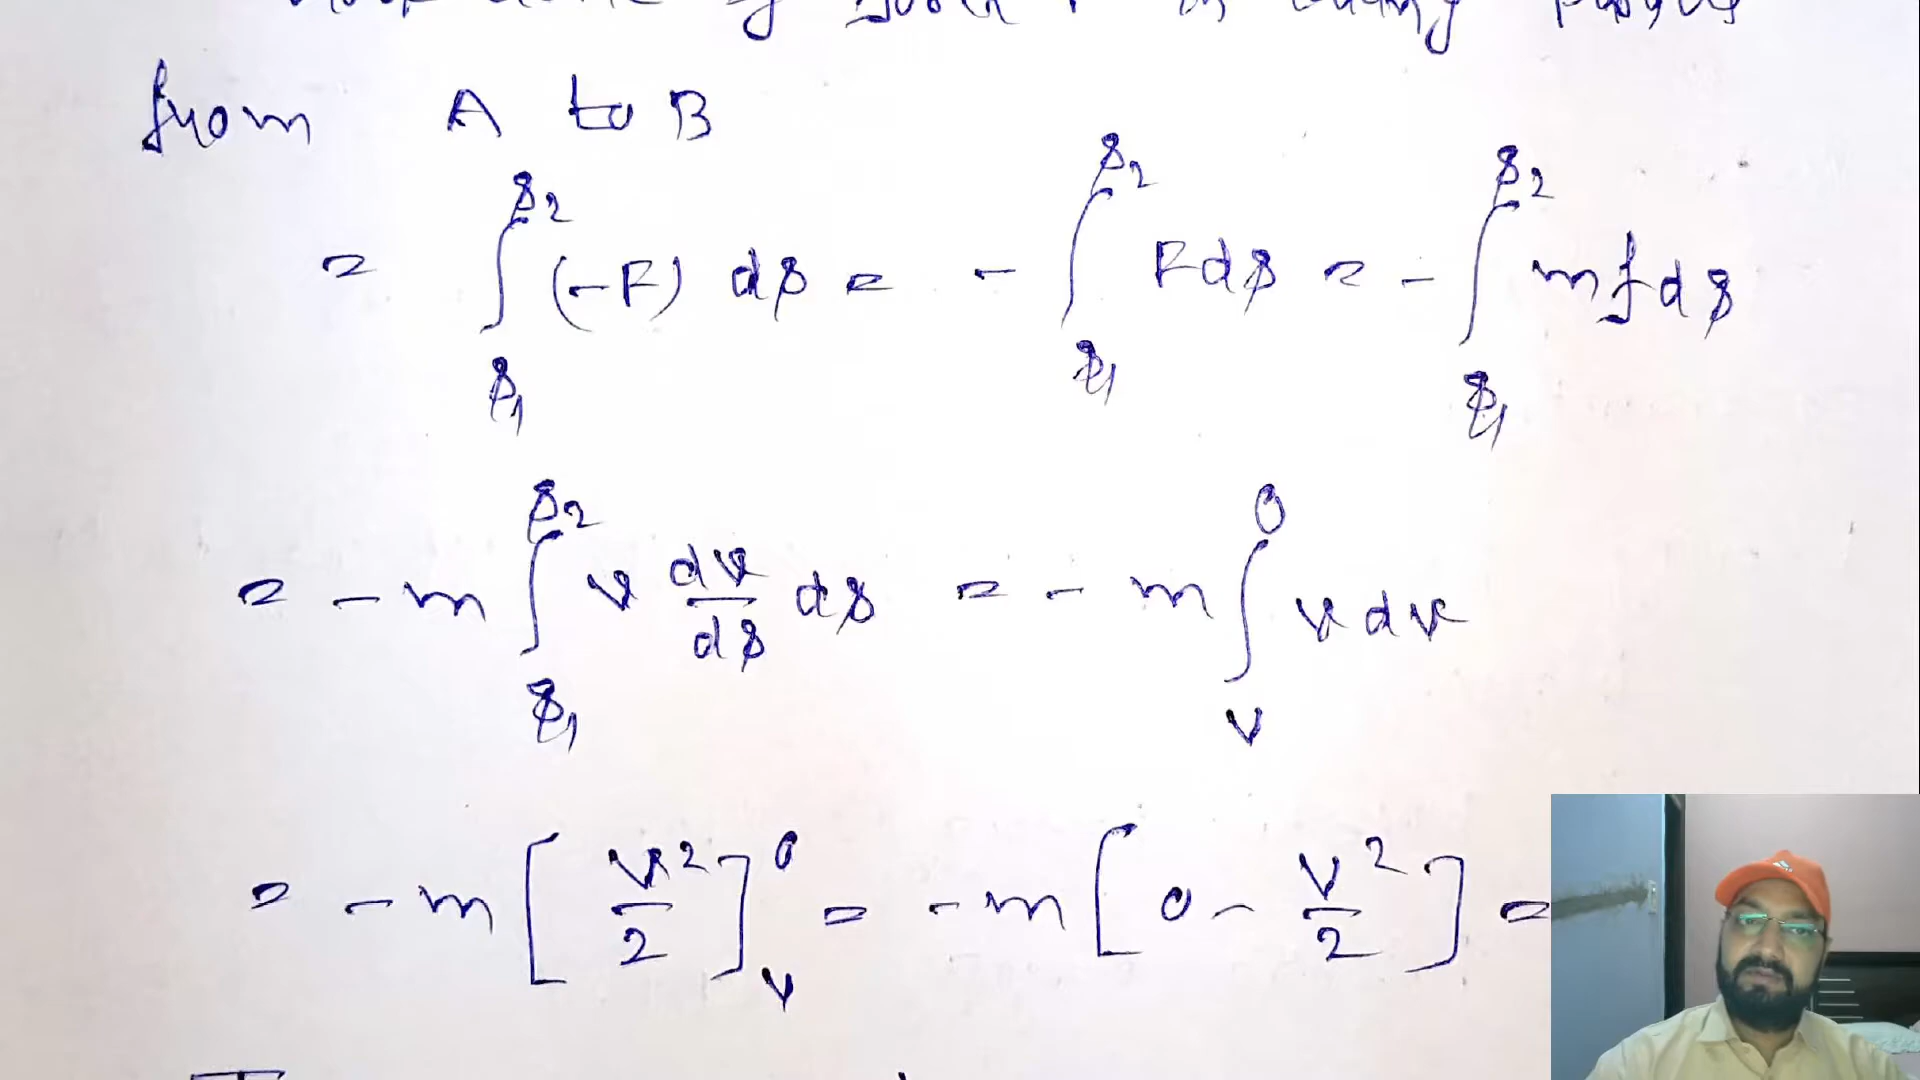 from A to B
= ∫_{s₁}^{s₂} (-F) ds = - ∫_{s₁}^{s₂} F ds = - ∫_{s₁}^{s₂} m f ds
= - m ∫_{s₁}^{s₂} v dv/ds ds = - m ∫_{V}^{0} v dv
= - m [v²/2]_{V}^{0} = - m [0 - V²/2] =